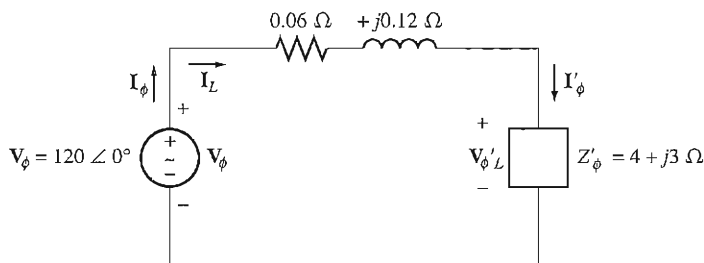 0.06 Ω +j0.12 Ω
I_ϕ I_L I'_ϕ
+ +
V_ϕ = 120 ∠ 0° + ~ − V_ϕ V_ϕ'_L Z'_ϕ = 4 + j3 Ω
− −